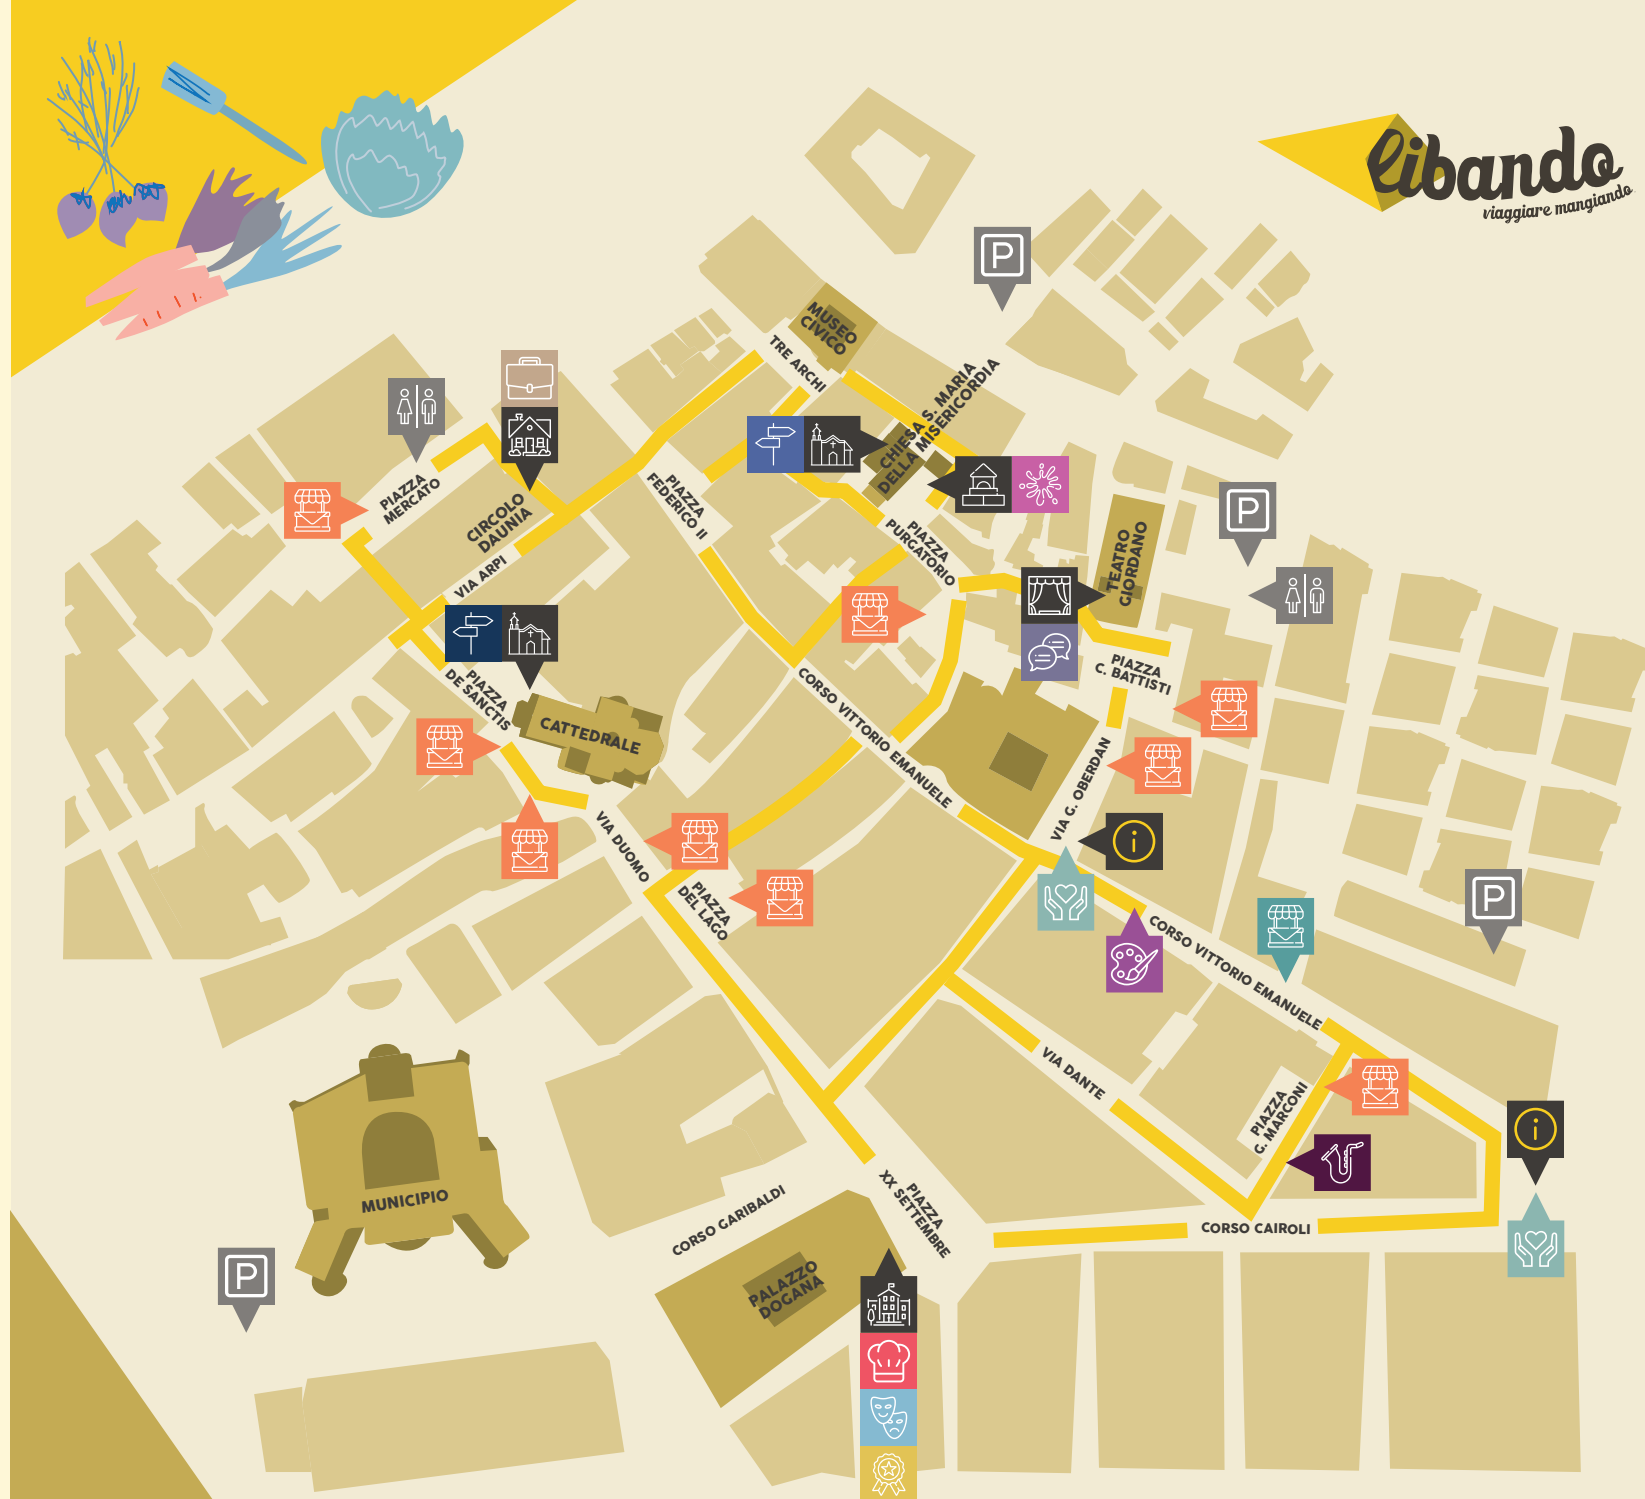 libando
viaggiare mangiando
P
MUSEO
CIVICO
TRE ARCHI
CHIESA S. MARIA
DELLA MISERICORDIA
PIAZZA
MERCATO
CIRCOLO
DAUNIA
PIAZZA
FEDERICO II
P
VIA ARPI
PIAZZA
PURGATORIO
TEATRO
GIORDANO
PIAZZA
DE SANCTIS
PIAZZA
C. BATTISTI
CATTEDRALE
CORSO VITTORIO EMANUELE
VIA G. OBERDAN
i
VIA DUOMO
PIAZZA
DEL LAGO
P
CORSO VITTORIO EMANUELE
VIA DANTE
PIAZZA
G. MARCONI
i
MUNICIPIO
CORSO GARIBALDI
PIAZZA
XX SETTEMBRE
CORSO CAIROLI
P
PALAZZO
DOGANA